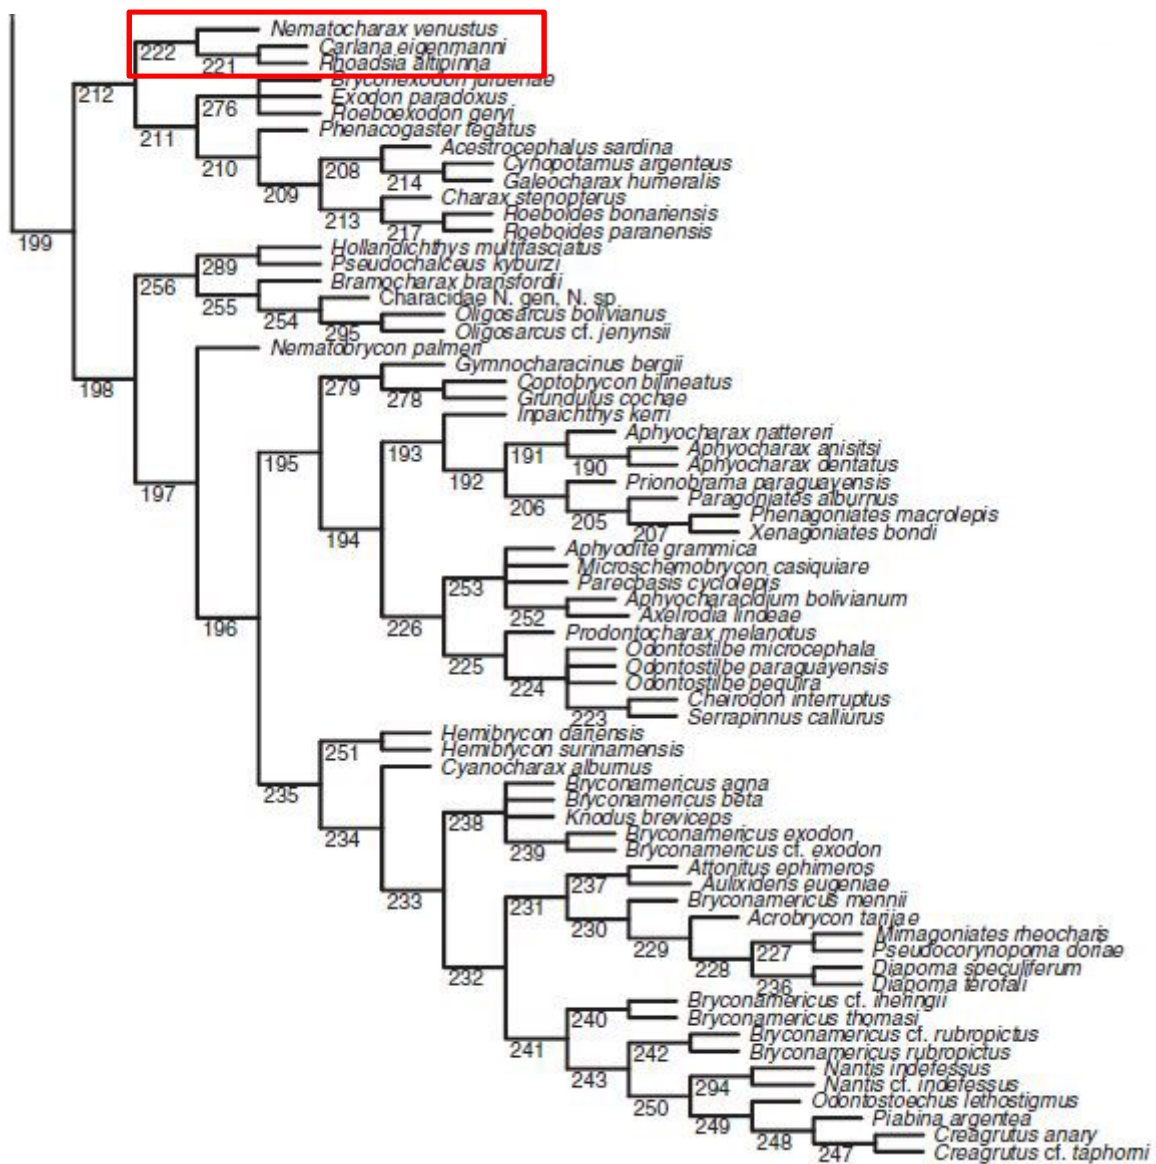 Nematocharax venustus
222
Carlana eigenmanni
221
Rhoadsia altipinna
212
Bryconexodon juruenae
276
Exodon paradoxus
Roeboexodon geryi
211
Phenacogaster tegatus
210
Acestrocephalus sardina
208
Cynopotamus argenteus
214
Galeocharax humeralis
209
Charax stenopterus
213
Roeboides bonariensis
217
Roeboides paranensis
199
Hollandichthys multifasciatus
289
Pseudochalceus kyburzi
256
Bramocharax bransfordii
255
Characidae N. gen. N. sp
254
Oligosarcus bolivianus
295
Oligosarcus cf. jenynsii
Nematobrycon palmeri
198
Gymnocharacinus bergii
279
Coptobrycon bilineatus
278
Grundulus cochae
Inpaichthys kerri
195
193
Aphyocharax nattereri
191
Aphyocharax anisitsi
190
Aphyocharax dentatus
192
Prionobrama paraguayensis
197
206
Paragoniates alburnus
205
Phenagoniates macrolepis
207
Xenagoniates bondi
194
Aphyodite grammica
Microschemobrycon casiquiare
253
Parecbasis cyclolepis
Aphyocharacidium bolivianum
252
Axelrodia lindeae
196
226
Prodontocharax melanotus
Odontostilbe microcephala
225
Odontostilbe paraguayensis
224
Odontostilbe pequira
Cheirodon interruptus
223
Serrapinnus calliurus
Hemibrycon dariensis
251
Hemibrycon surinamensis
Cyanocharax alburnus
235
Bryconamericus agna
Bryconamericus beta
238
Knodus breviceps
234
Bryconamericus exodon
239
Bryconamericus cf. exodon
Attonitus ephimeros
237
Aulixidens eugeniae
233
231
Bryconamericus mennii
230
Acrobrycon tarijae
229
Mimagoniates rheocharis
227
Pseudocorynopoma doriae
228
Diapoma speculiferum
232
236
Diapoma terofali
Bryconamericus cf. iheringii
240
Bryconamericus thomasi
241
Bryconamericus cf. rubropictus
242
Bryconamericus rubropictus
243
Nantis indefessus
294
Nantis cf. indefessus
250
Odontostoechus lethostigmus
249
Piabina argentea
248
Creagrutus anary
247
Creagrutus cf. taphorni